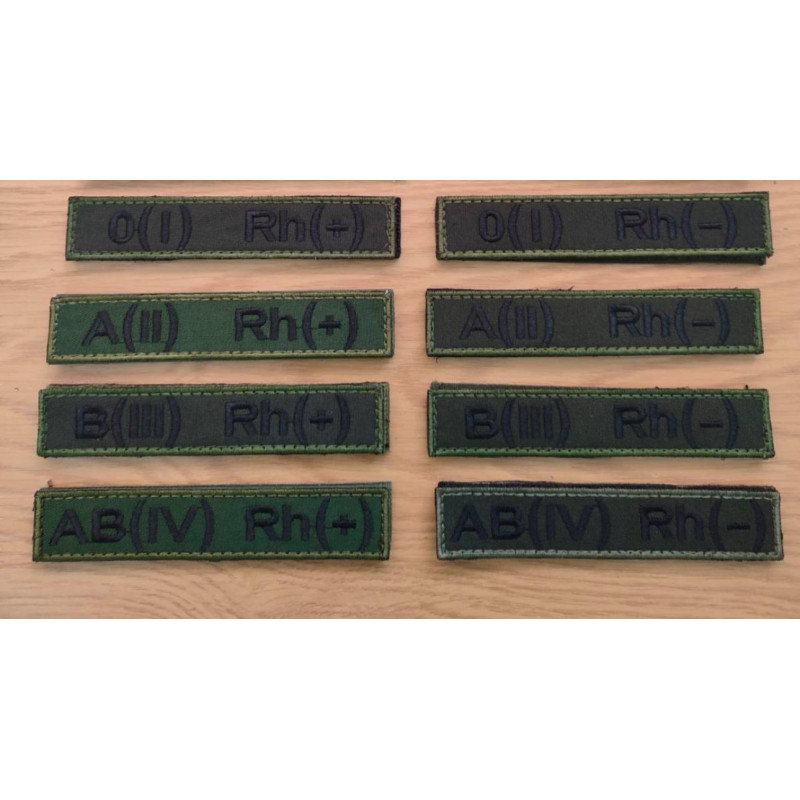 0(I) Rh(+)
0(I) Rh(-)
A(II) Rh(+)
A(II) Rh(-)
B(III) Rh(+)
B(III) Rh(-)
AB(IV) Rh(+)
AB(IV) Rh(-)